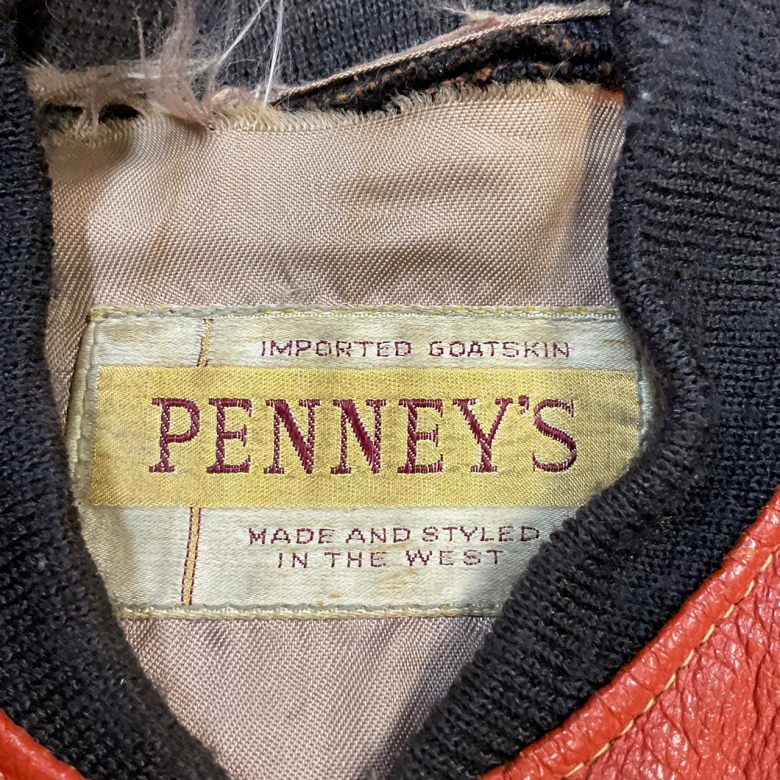 IMPORTED GOATSKIN
PENNEY'S
MADE AND STYLED
IN THE WEST